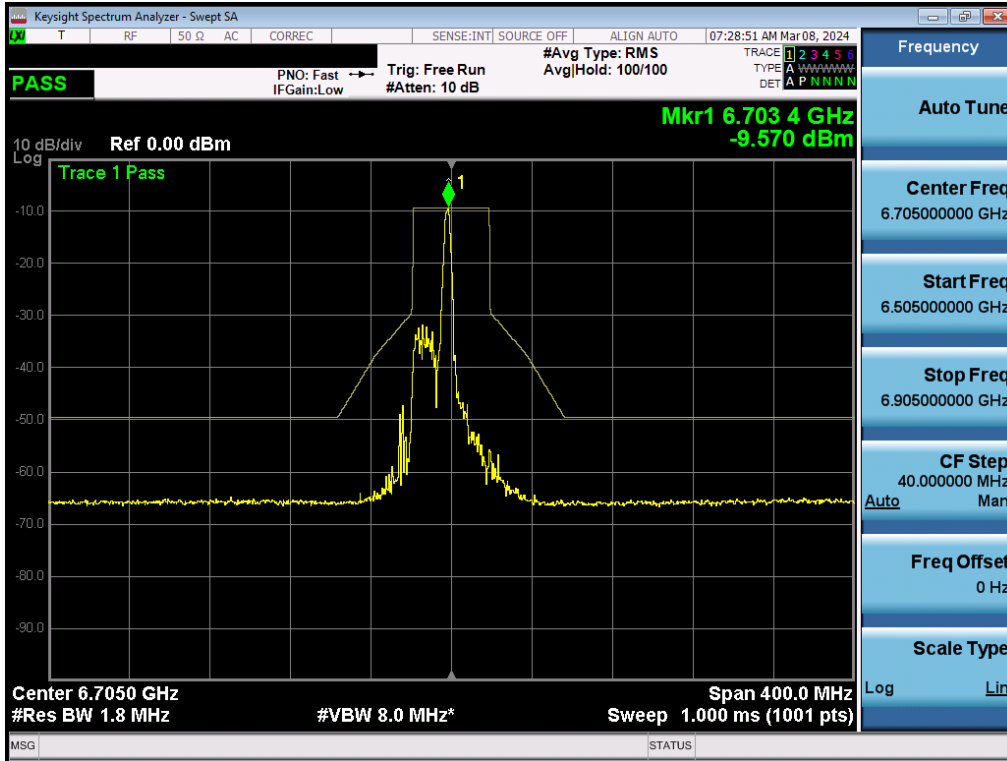 Keysight Spectrum Analyzer - Swept SA
LXI T RF 50 Ω AC CORREC SENSE:INT SOURCE OFF ALIGN AUTO 07:28:51 AM Mar 08, 2024
PASS
PNO: Fast
IFGain:Low
Trig: Free Run
#Atten: 10 dB
#Avg Type: RMS
Avg|Hold: 100/100
TRACE 1 2 3 4 5 6
TYPE A WWWWW
DET A P N N N N
Mkr1 6.703 4 GHz
-9.570 dBm
10 dB/div Ref 0.00 dBm
Log
Trace 1 Pass
1
-10.0
-20.0
-30.0
-40.0
-50.0
-60.0
-70.0
-80.0
-90.0
Center 6.7050 GHz Span 400.0 MHz
#Res BW 1.8 MHz #VBW 8.0 MHz* Sweep 1.000 ms (1001 pts)
MSG STATUS
Frequency
Auto Tune
Center Freq
6.705000000 GHz
Start Freq
6.505000000 GHz
Stop Freq
6.905000000 GHz
CF Step
40.000000 MHz
Auto Man
Freq Offset
0 Hz
Scale Type
Log Lin